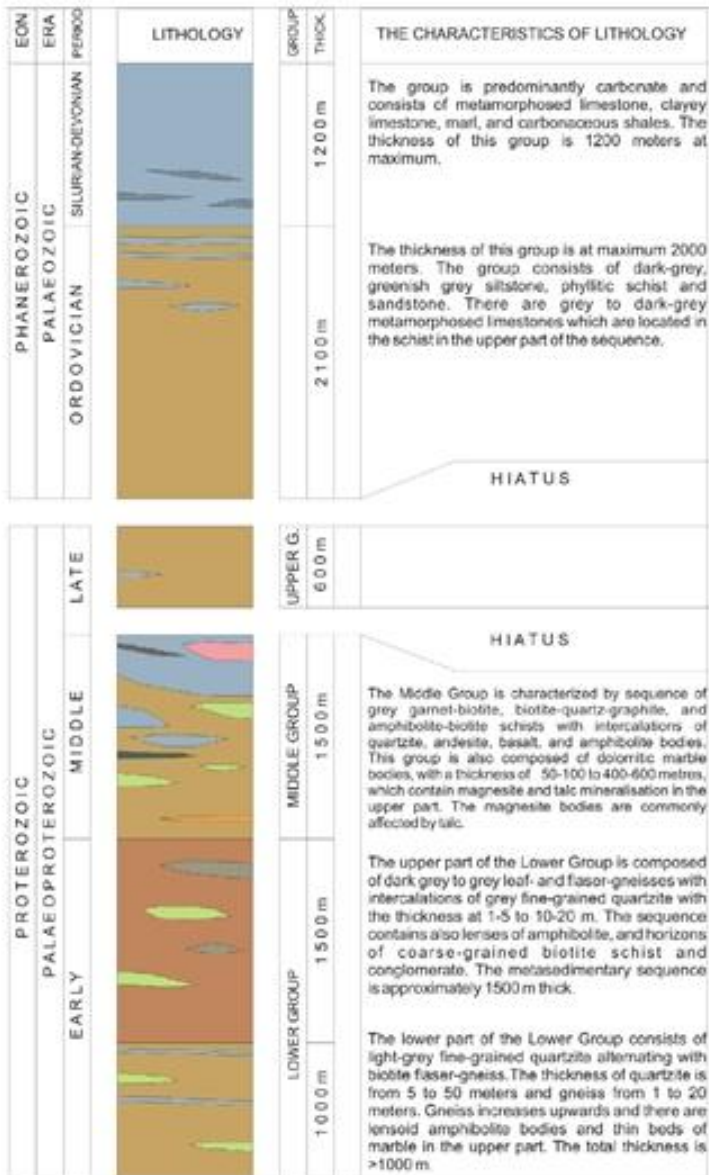 EON
ERA
PERIOD
LITHOLOGY
GROUP
THICK.
THE CHARACTERISTICS OF LITHOLOGY
PHANEROZOIC
PALAEOZOIC
SILURIAN-DEVONIAN
1200m
The group is predominantly carbonate and
consists of metamorphosed limestone, clayey
limestone, marl, and carbonaceous shales. The
thickness of this group is 1200 meters at
maximum.
ORDOVICIAN
2100m
The thickness of this group is at maximum 2000
meters. The group consists of dark-grey,
greenish grey siltstone, phyllitic schist and
sandstone. There are grey to dark-grey
metamorphosed limestones which are located in
the schist in the upper part of the sequence.
HIATUS
PROTEROZOIC
PALAEOPROTEROZOIC
LATE
UPPER G.
600m
HIATUS
MIDDLE
MIDDLE GROUP
1500m
The Middle Group is characterized by sequence of
grey garnet-biotite, biotite-quartz-graphite, and
amphibolite-biotite schists with intercalations of
quartzite, andesite, basalt, and amphibolite bodies.
This group is also composed of dolomitic marble
bodies, with a thickness of 50-100 to 400-600 metres,
which contain magnesite and talc mineralisation in the
upper part. The magnesite bodies are commonly
affected by talc.
EARLY
LOWER GROUP
1500m
The upper part of the Lower Group is composed
of dark grey to grey leaf- and flaser-gneisses with
intercalations of grey fine-grained quartzite with
the thickness at 1-5 to 10-20 m. The sequence
contains also lenses of amphibolite, and horizons
of coarse-grained biotite schist and
conglomerate. The metasedimentary sequence
is approximately 1500 m thick.
1000m
The lower part of the Lower Group consists of
light-grey fine-grained quartzite alternating with
biotite flaser-gneiss. The thickness of quartzite is
from 5 to 50 meters and gneiss from 1 to 20
meters. Gneiss increases upwards and there are
lensoid amphibolite bodies and thin beds of
marble in the upper part. The total thickness is
>1000 m.